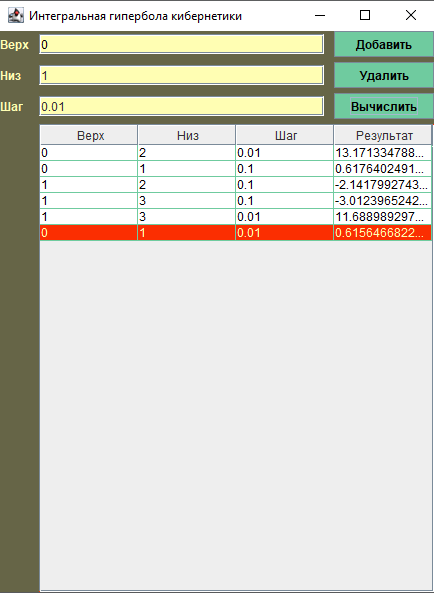 Интегральная гипербола кибернетики
Верх 0 Добавить
Низ 1 Удалить
Шаг 0.01 Вычислить
Верх Низ Шаг Результат
0 2 0.01 13.171334788...
0 1 0.1 0.6176402491...
1 2 0.1 -2.1417992743...
1 3 0.1 -3.0123965242...
1 3 0.01 11.688989297...
0 1 0.01 0.6156466822...